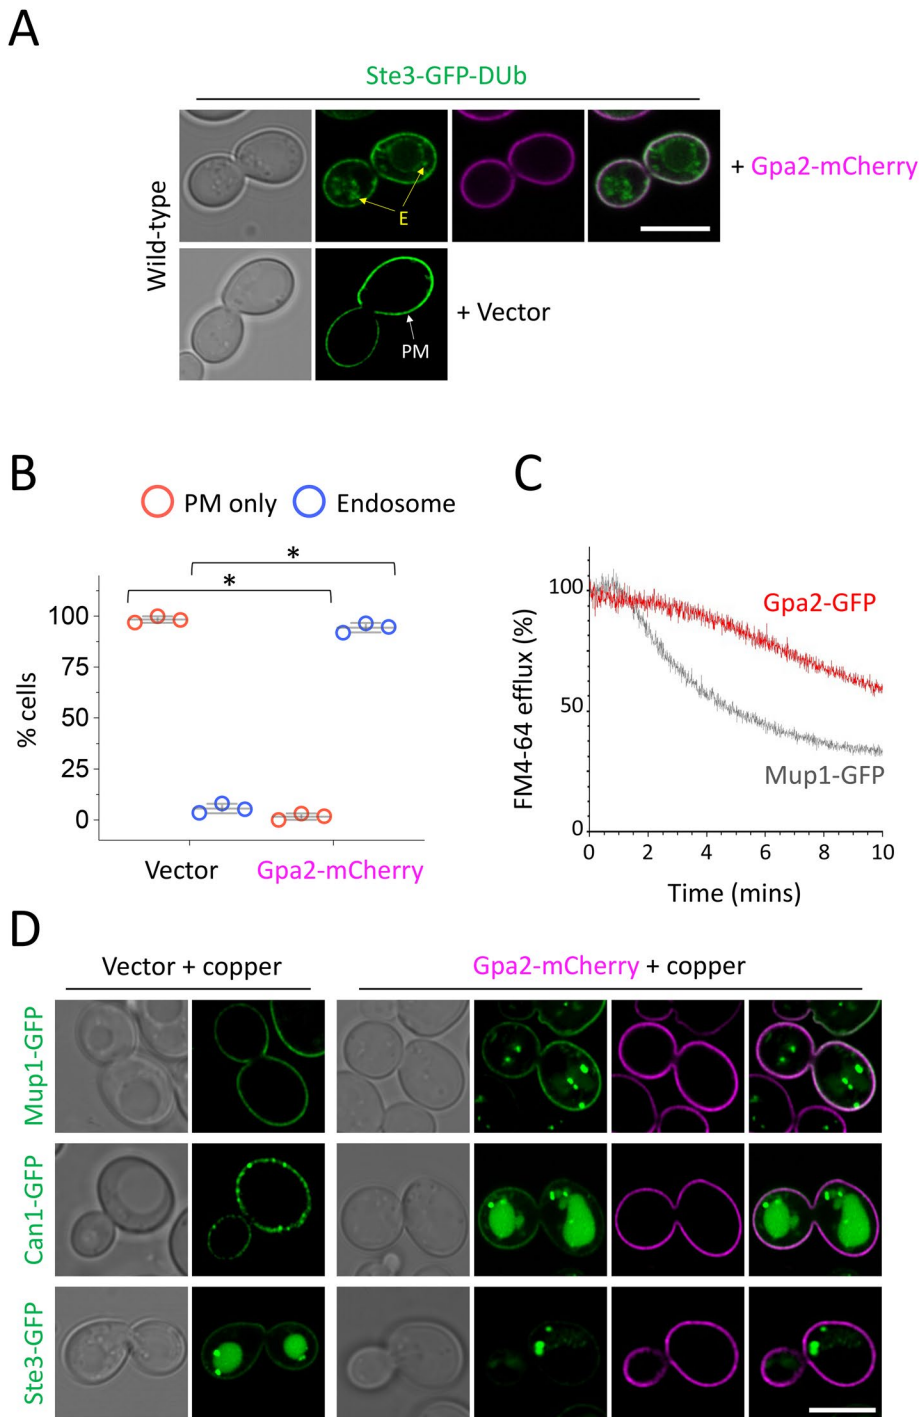 A
Ste3-GFP-DUb
Wild-type
E
+ Gpa2-mCherry
PM
+ Vector
B
PM only
Endosome
*
*
% cells
100
75
50
25
0
Vector
Gpa2-mCherry
C
FM4-64 efflux (%)
100
50
0
Gpa2-GFP
Mup1-GFP
0 2 4 6 8 10
Time (mins)
D
Vector + copper
Gpa2-mCherry + copper
Mup1-GFP
Can1-GFP
Ste3-GFP